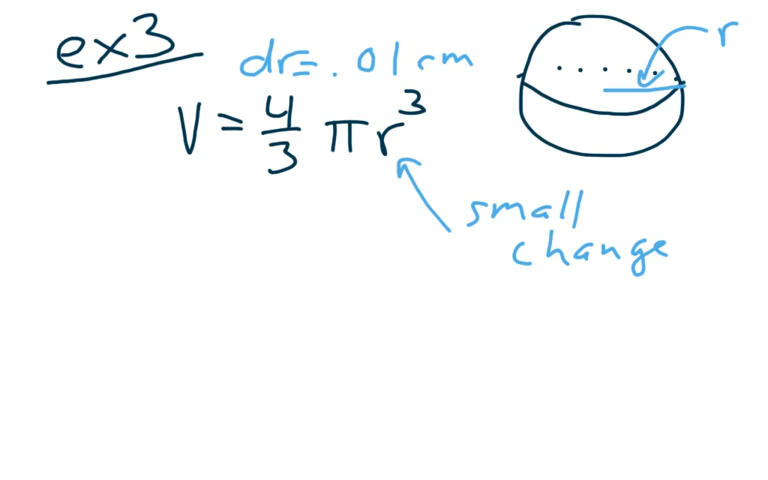 ex3
dr=.01cm
r
V = 4/3 πr³
small
change